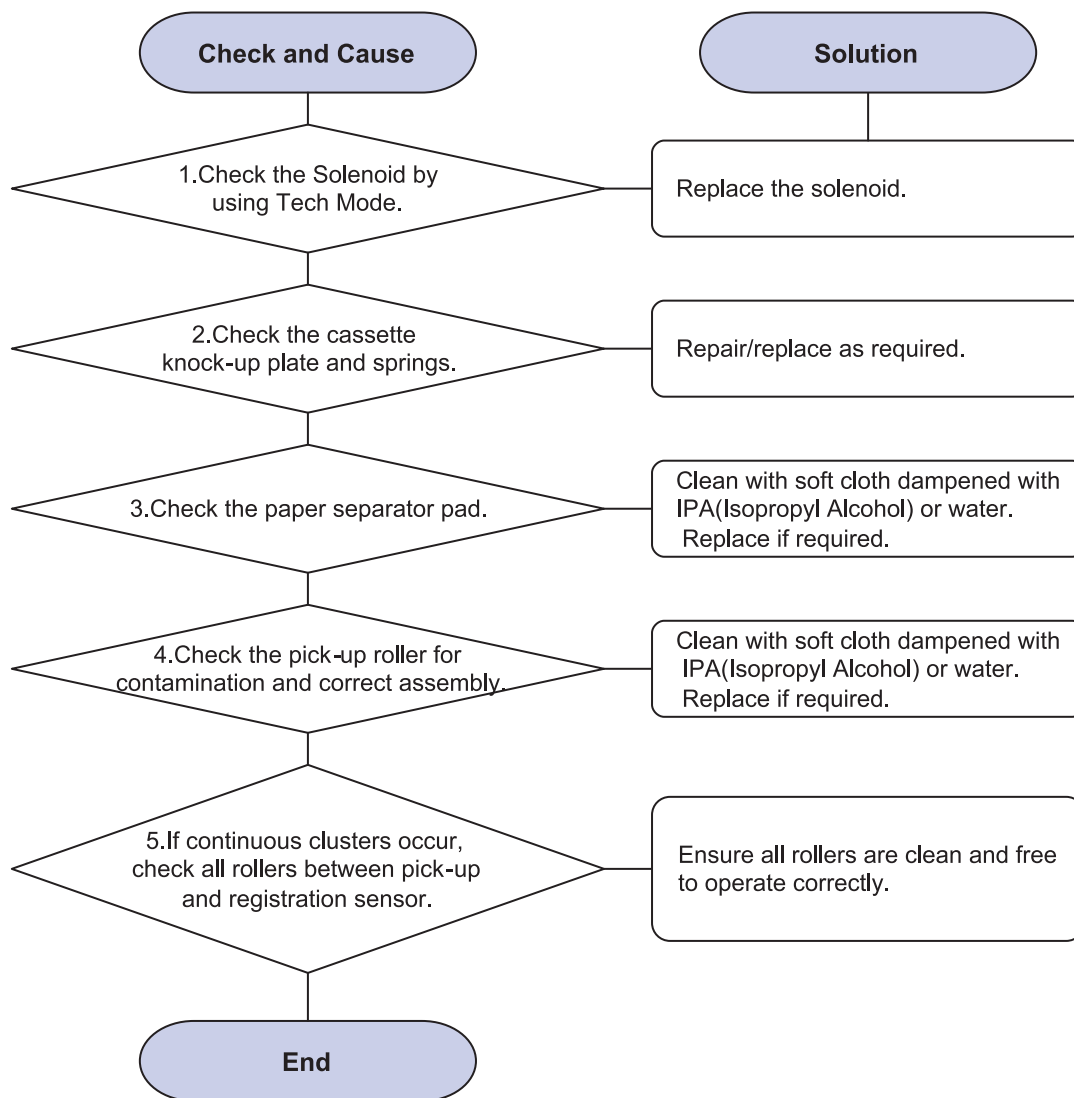 Check and Cause
Solution
1.Check the Solenoid by
using Tech Mode.
Replace the solenoid.
2.Check the cassette
knock-up plate and springs.
Repair/replace as required.
3.Check the paper separator pad.
Clean with soft cloth dampened with
IPA(Isopropyl Alcohol) or water.
Replace if required.
4.Check the pick-up roller for
contamination and correct assembly.
Clean with soft cloth dampened with
IPA(Isopropyl Alcohol) or water.
Replace if required.
5.If continuous clusters occur,
check all rollers between pick-up
and registration sensor.
Ensure all rollers are clean and free
to operate correctly.
End